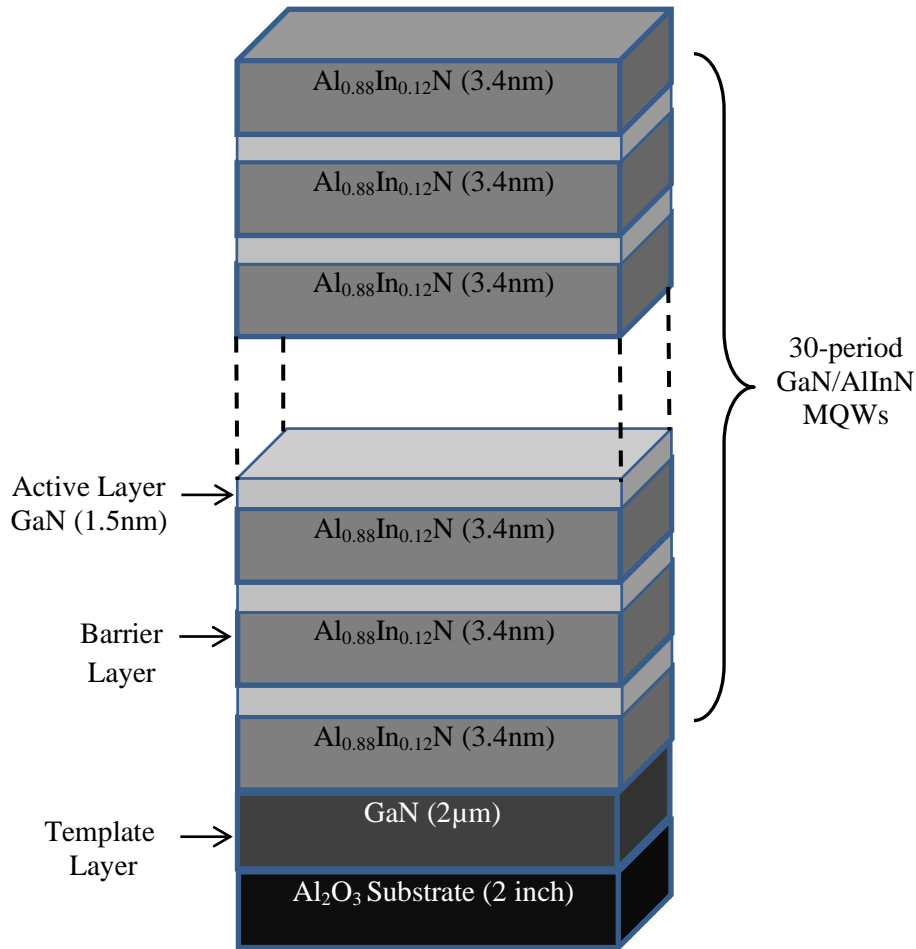 Al₀.₈₈In₀.₁₂N (3.4nm)
Al₀.₈₈In₀.₁₂N (3.4nm)
Al₀.₈₈In₀.₁₂N (3.4nm)
30-period
GaN/AlInN
MQWs
Active Layer
GaN (1.5nm)
Al₀.₈₈In₀.₁₂N (3.4nm)
Barrier
Layer
Al₀.₈₈In₀.₁₂N (3.4nm)
Al₀.₈₈In₀.₁₂N (3.4nm)
GaN (2µm)
Template
Layer
Al₂O₃ Substrate (2 inch)